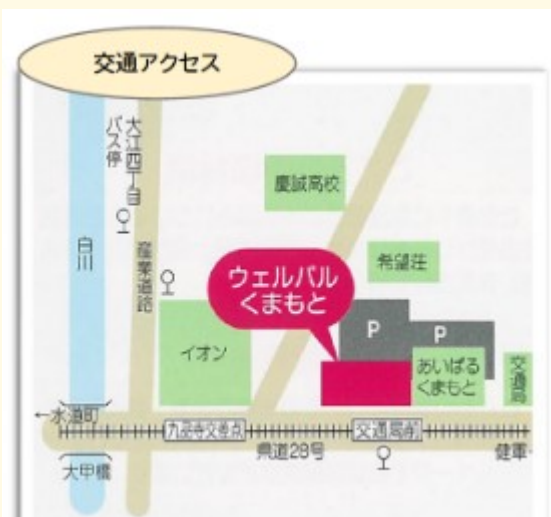 交通アクセス
大江四丁目
バス停
白川
産業道路
慶誠高校
希望荘
ウェルパル
くまもと
イオン
P
P
あいぱる
くまもと
交通局
←水道町
九品寺交差点
交通局前
県道28号
健軍
大甲橋